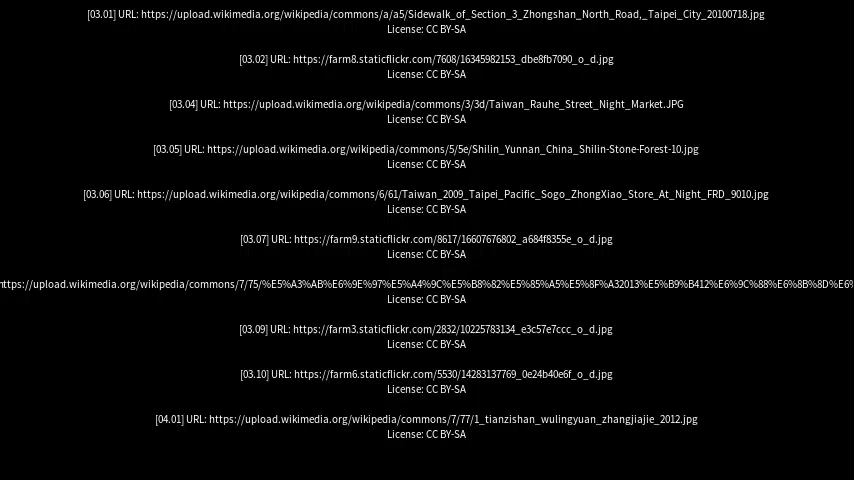 [03.01] URL: https://upload.wikimedia.org/wikipedia/commons/a/a5/Sidewalk_of_Section_3_Zhongshan_North_Road,_Taipei_City_20100718.jpg
License: CC BY-SA
[03.02] URL: https://farm8.staticflickr.com/7608/16345982153_dbe8fb7090_o_d.jpg
License: CC BY-SA
[03.04] URL: https://upload.wikimedia.org/wikipedia/commons/3/3d/Taiwan_Rauhe_Street_Night_Market.JPG
License: CC BY-SA
[03.05] URL: https://upload.wikimedia.org/wikipedia/commons/5/5e/Shilin_Yunnan_China_Shilin-Stone-Forest-10.jpg
License: CC BY-SA
[03.06] URL: https://upload.wikimedia.org/wikipedia/commons/6/61/Taiwan_2009_Taipei_Pacific_Sogo_ZhongXiao_Store_At_Night_FRD_9010.jpg
License: CC BY-SA
[03.07] URL: https://farm9.staticflickr.com/8617/16607676802_a684f8355e_o_d.jpg
License: CC BY-SA
https://upload.wikimedia.org/wikipedia/commons/7/75/%E5%A3%AB%E6%9E%97%E5%A4%9C%E5%B8%82%E5%85%A5%E5%8F%A32013%E5%B9%B412%E6%9C%88%E6%8B%8D%E6%
License: CC BY-SA
[03.09] URL: https://farm3.staticflickr.com/2832/10225783134_e3c57e7ccc_o_d.jpg
License: CC BY-SA
[03.10] URL: https://farm6.staticflickr.com/5530/14283137769_0e24b40e6f_o_d.jpg
License: CC BY-SA
[04.01] URL: https://upload.wikimedia.org/wikipedia/commons/7/77/1_tianzishan_wulingyuan_zhangjiajie_2012.jpg
License: CC BY-SA